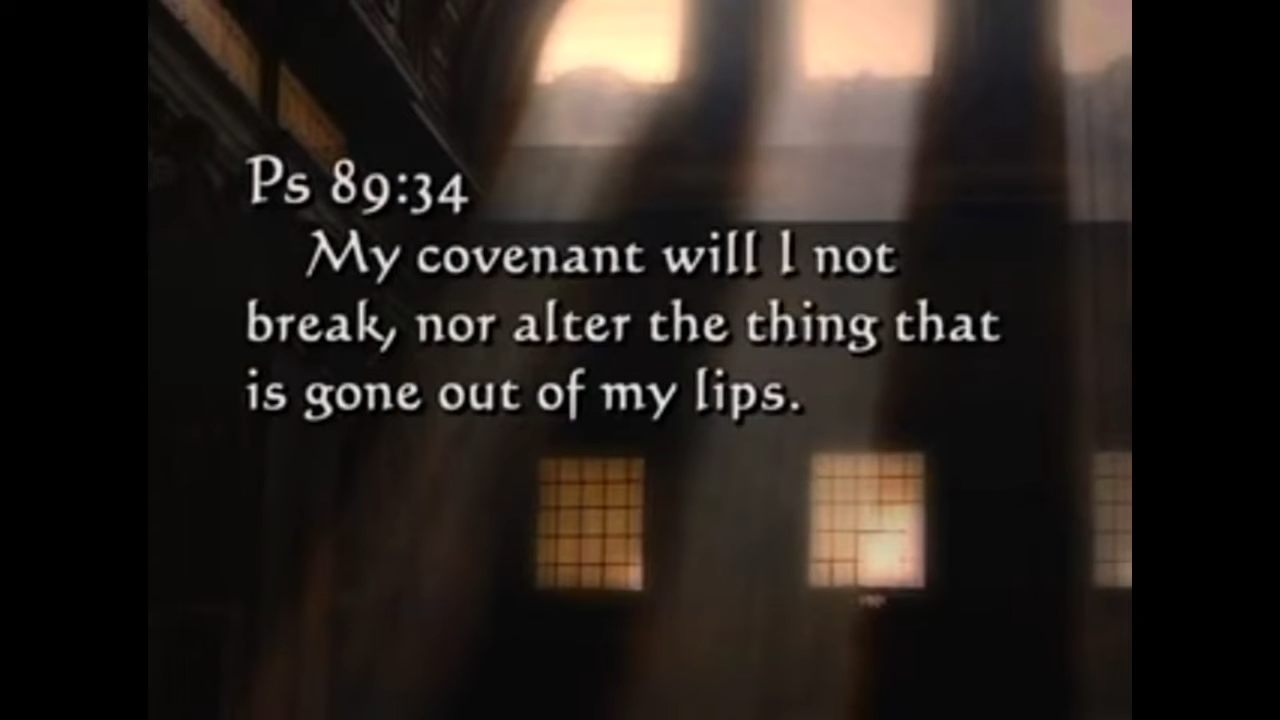 Ps 89:34
My covenant will I not
break, nor alter the thing that
is gone out of my lips.